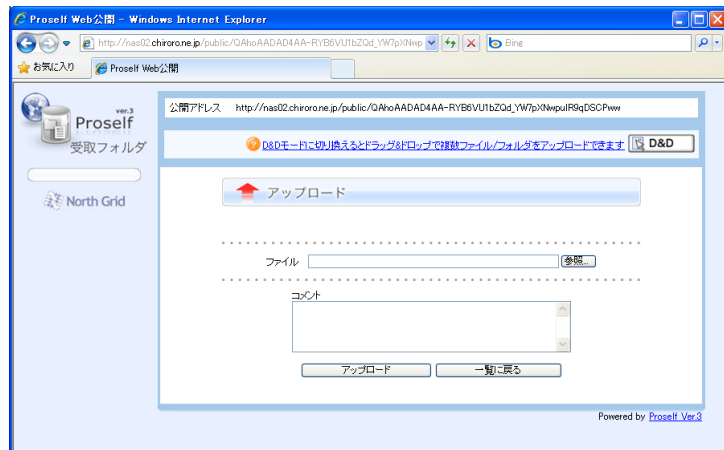 Proself Web公開 - Windows Internet Explorer
http://nas02.chiroro.ne.jp/public/QAhoAADAD4AA-RYB6VU1bZQd_YW7pXNwp
Bing
お気に入り
Proself Web公開
ver.3
Proself
受取フォルダ
North Grid
公開アドレス http://nas02.chiroro.ne.jp/public/QAhoAADAD4AA-RYB6VU1bZQd_YW7pXNwpuIR9qDSCPww
D&Dモードに切り換えるとドラッグ&ドロップで複数ファイル/フォルダをアップロードできます
D&D
アップロード
ファイル
参照...
コメント
アップロード
一覧に戻る
Powered by Proself Ver.3